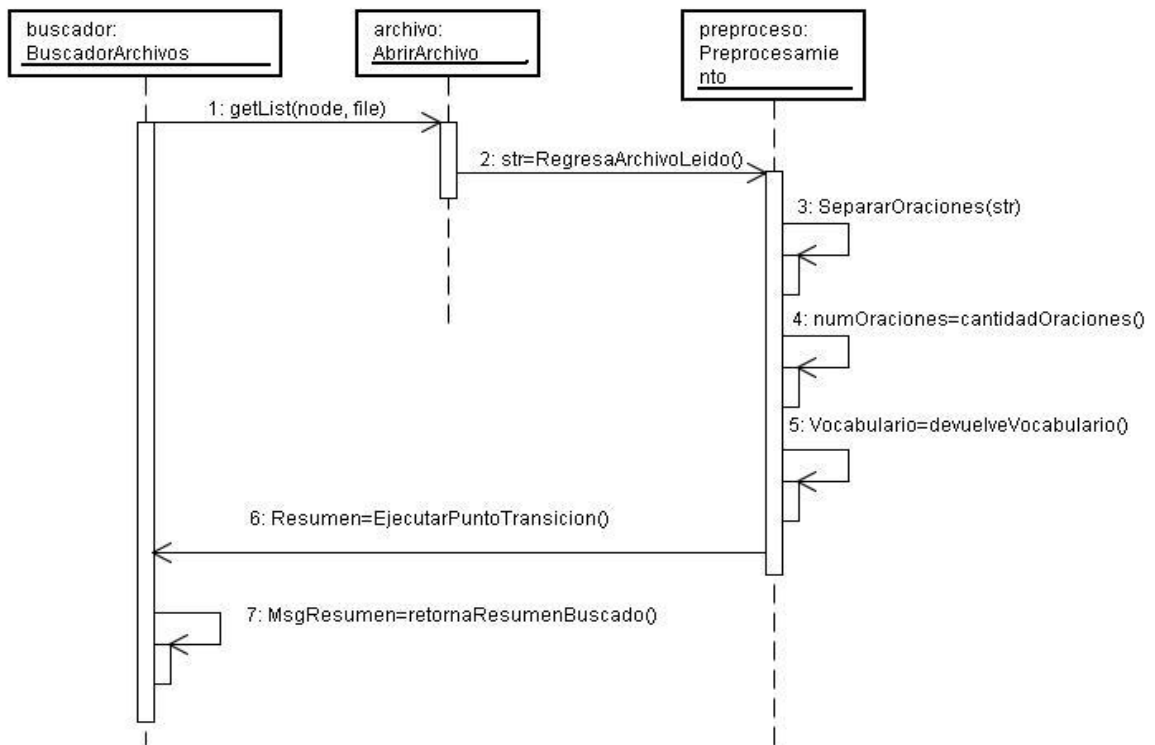 buscador:
BuscadorArchivos
archivo:
AbrirArchivo
preproceso:
Preprocesamie
nto
1: getList(node, file)
2: str=RegresaArchivoLeido()
3: SepararOraciones(str)
4: numOraciones=cantidadOraciones()
5: Vocabulario=devuelveVocabulario()
6: Resumen=EjecutarPuntoTransicion()
7: MsgResumen=retornaResumenBuscado()